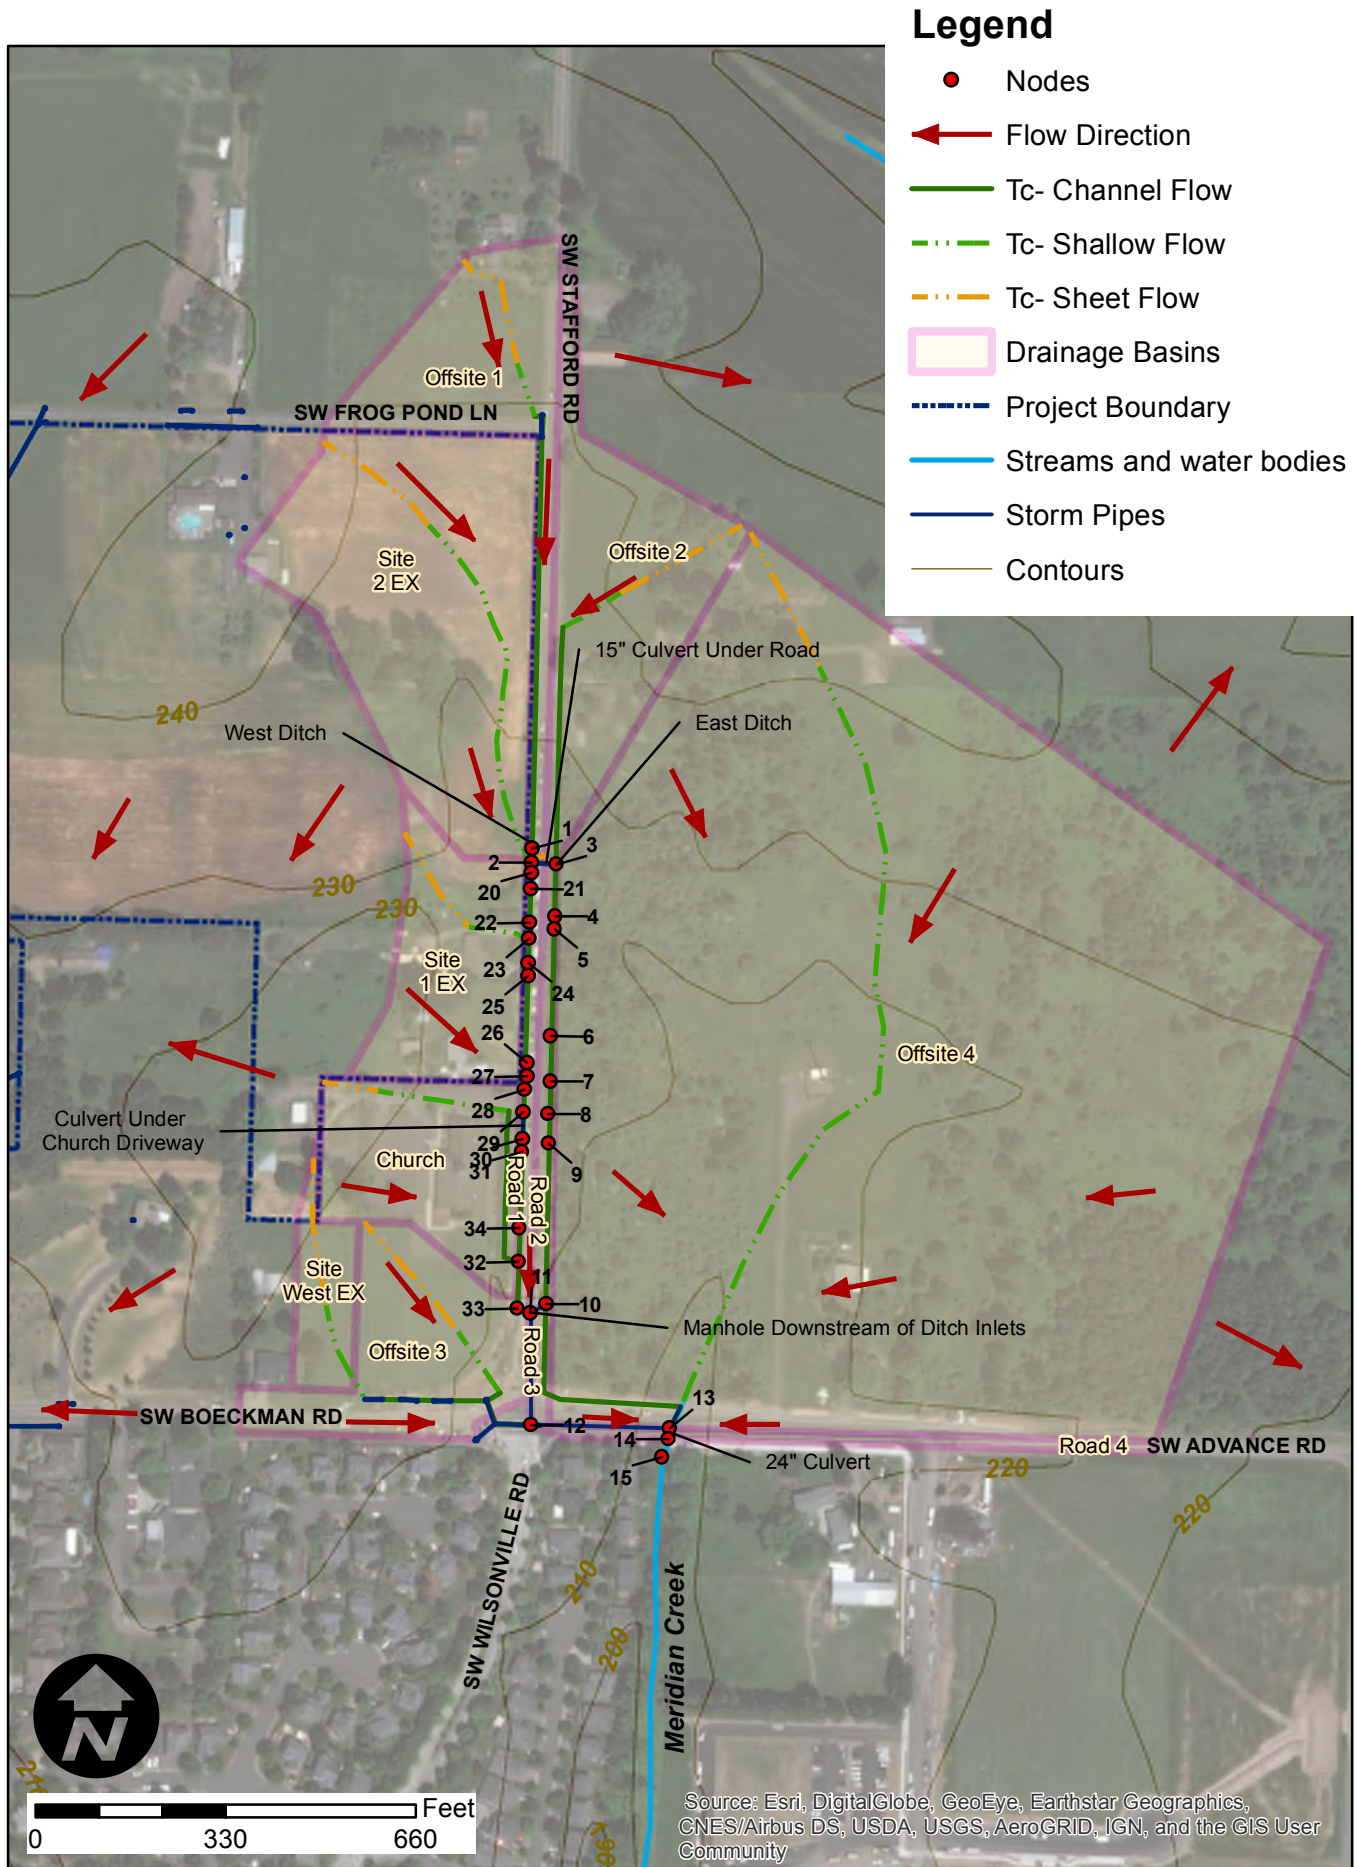 Legend
Nodes
Flow Direction
Tc- Channel Flow
Tc- Shallow Flow
Tc- Sheet Flow
Drainage Basins
Project Boundary
Streams and water bodies
Storm Pipes
Contours
SW STAFFORD RD
Offsite 1
SW FROG POND LN
Offsite 2
Site
2 EX
15" Culvert Under Road
240
West Ditch
East Ditch
1
3
2
20
21
230
230
4
22
5
Site
1 EX
23
24
25
26
6
Offsite 4
27
7
28
8
Culvert Under
Church Driveway
29
30
31
9
Church
Road 1
Road 2
34
32
Site
West EX
11
10
33
Manhole Downstream of Ditch Inlets
Offsite 3
Road 3
13
SW BOECKMAN RD
12
14
Road 4
SW ADVANCE RD
15
24" Culvert
220
220
SW WILSONVILLE RD
210
200
Meridian Creek
210
N
Feet
0
330
660
190
Source: Esri, DigitalGlobe, GeoEye, Earthstar Geographics,
CNES/Airbus DS, USDA, USGS, AeroGRID, IGN, and the GIS User
Community